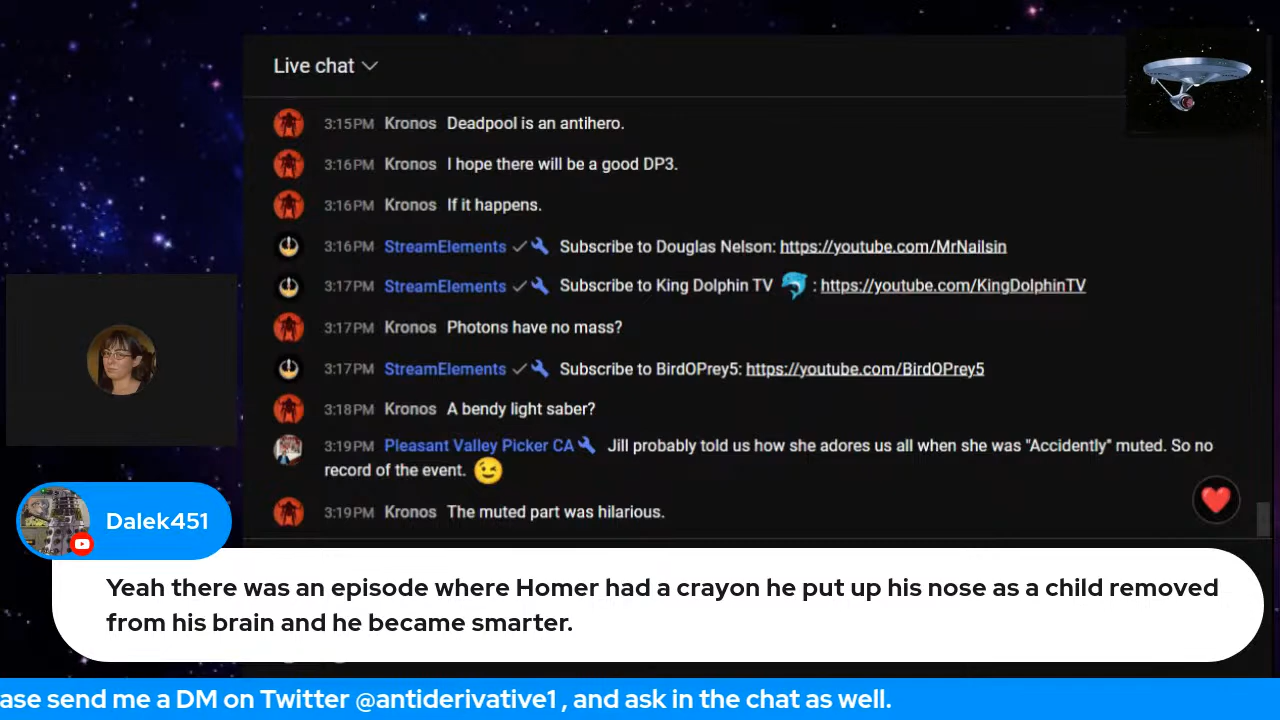 Live chat
3:15PM Kronos Deadpool is an antihero.
3:16PM Kronos I hope there will be a good DP3.
3:16PM Kronos If it happens.
3:16PM StreamElements Subscribe to Douglas Nelson: https://youtube.com/MrNailsin
3:17PM StreamElements Subscribe to King Dolphin TV : https://youtube.com/KingDolphinTV
3:17PM Kronos Photons have no mass?
3:17PM StreamElements Subscribe to BirdOPrey5: https://youtube.com/BirdOPrey5
3:18PM Kronos A bendy light saber?
3:19PM Pleasant Valley Picker CA Jill probably told us how she adores us all when she was "Accidently" muted. So no
record of the event.
3:19PM Kronos The muted part was hilarious.
Dalek451
Yeah there was an episode where Homer had a crayon he put up his nose as a child removed
from his brain and he became smarter.
ase send me a DM on Twitter @antiderivative1 , and ask in the chat as well.